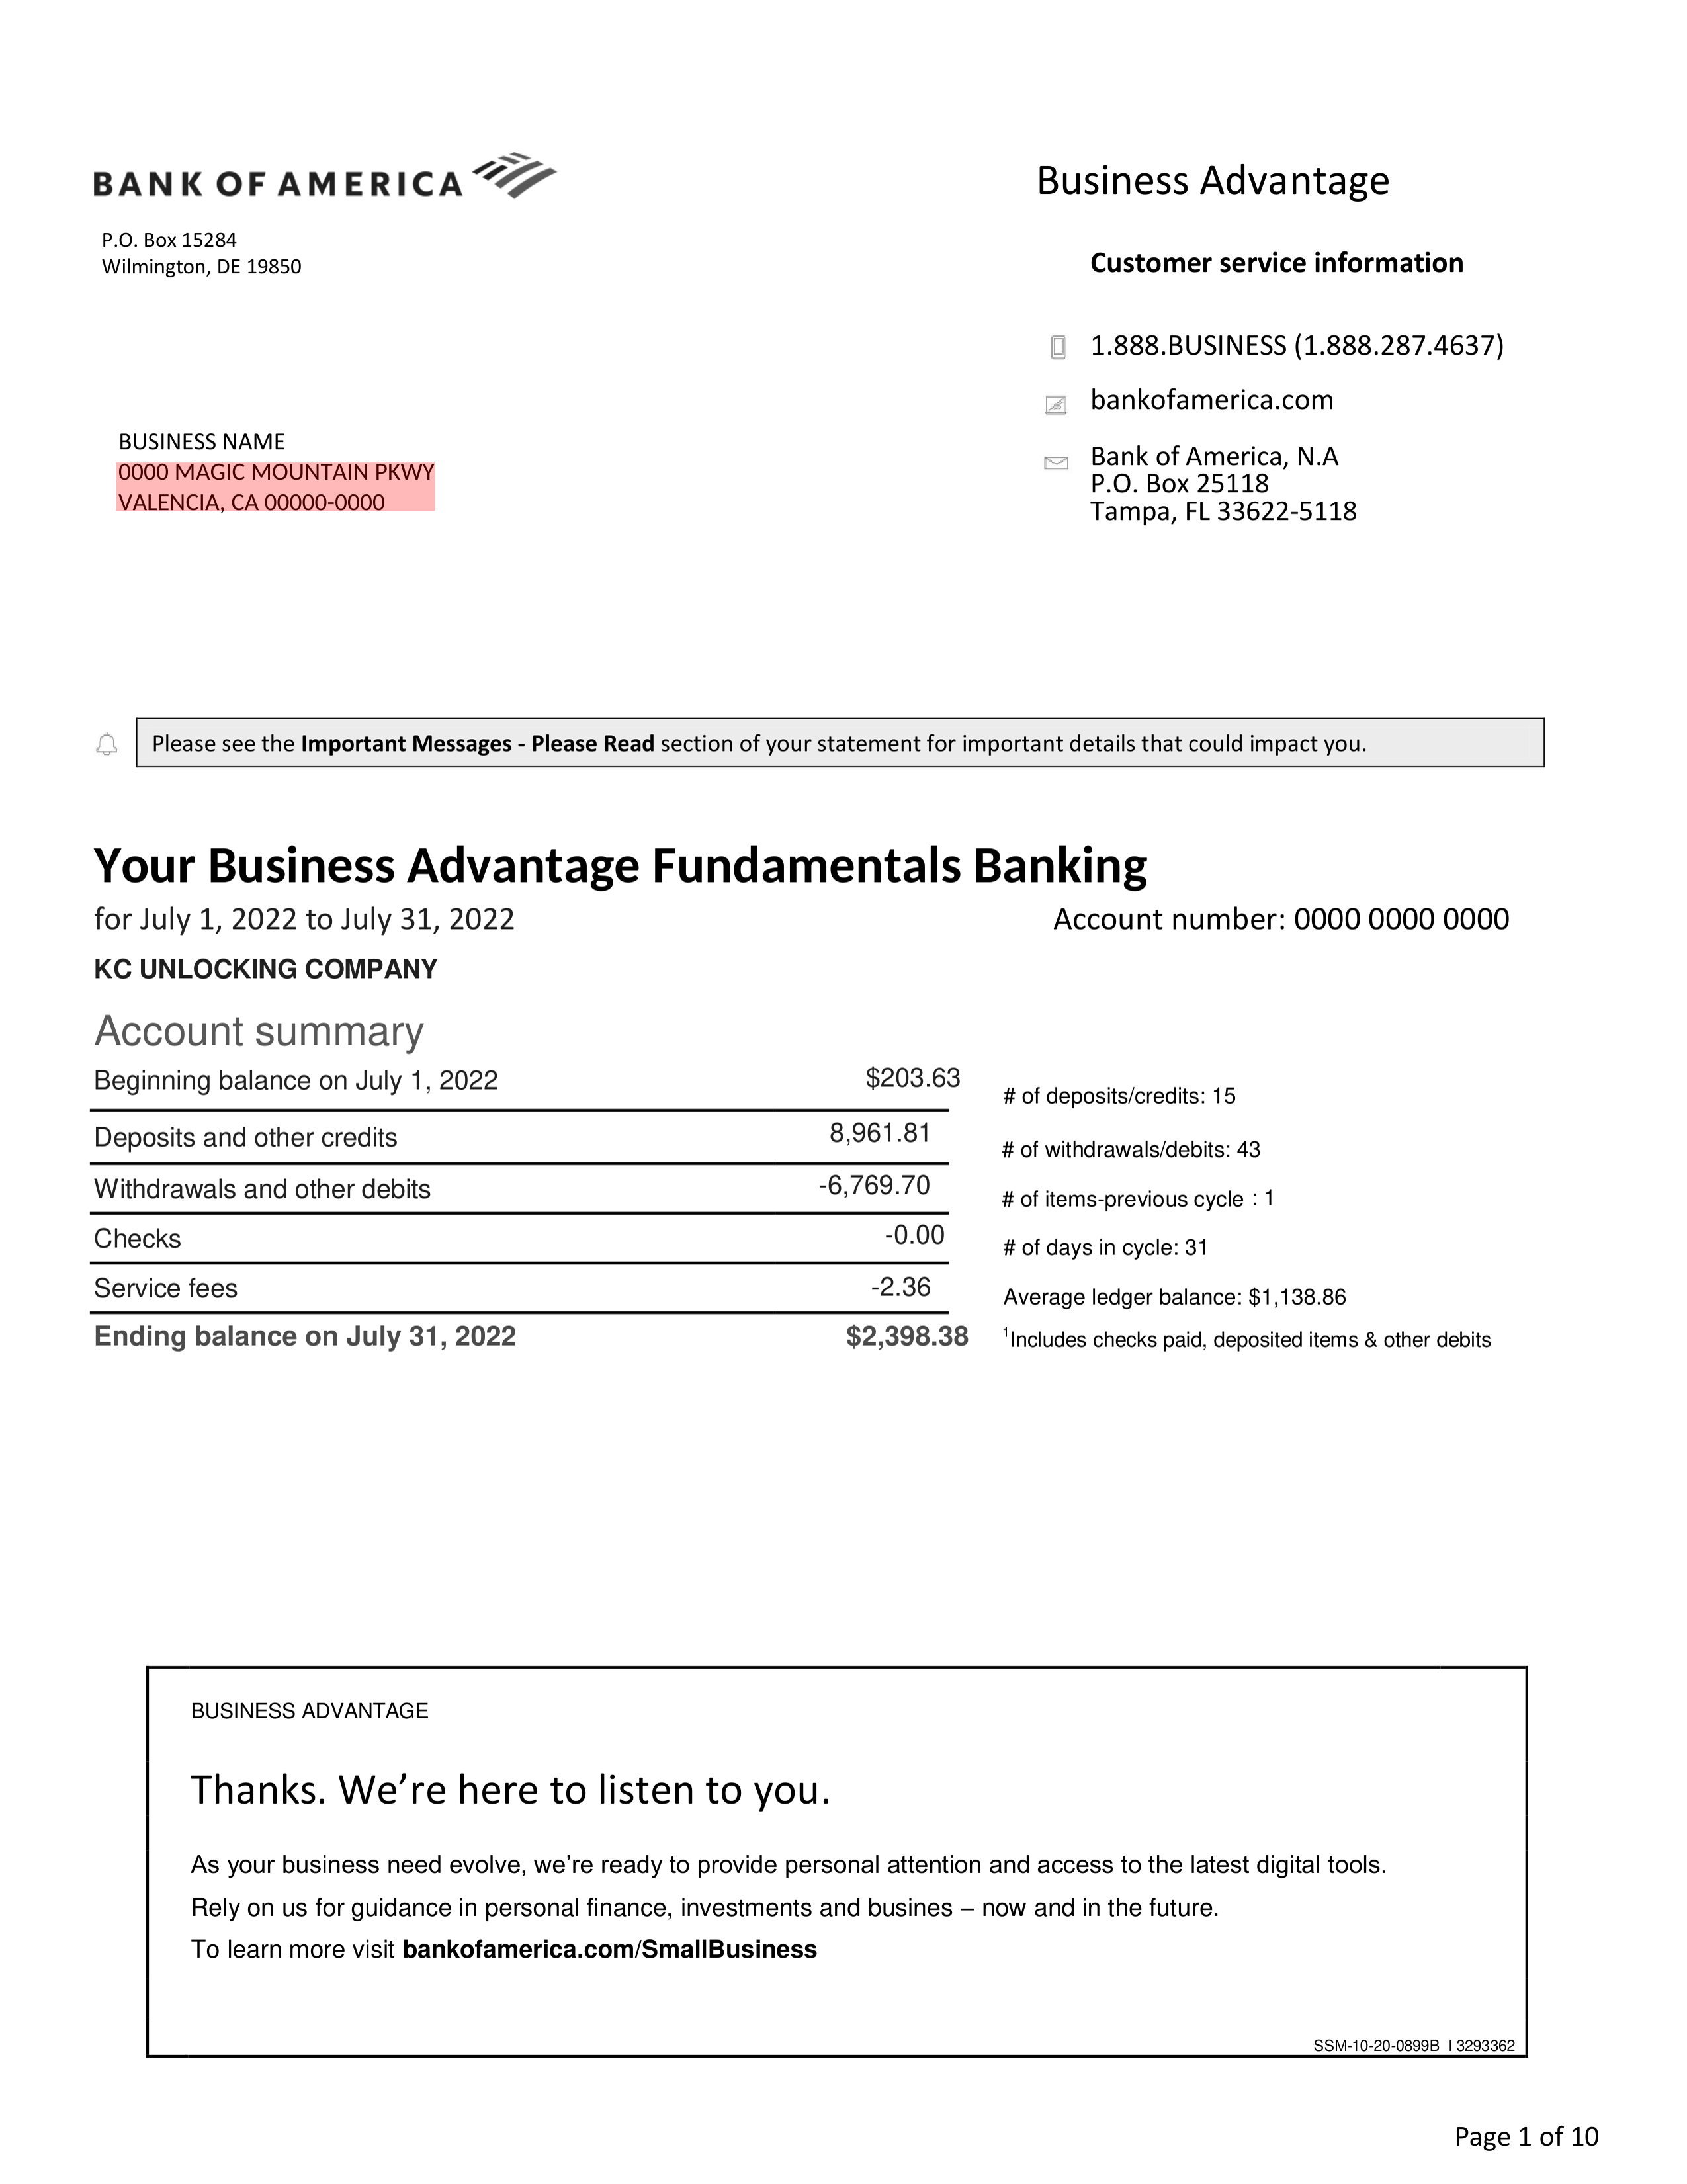 BANK OF AMERICA
P.O. Box 15284
Wilmington, DE 19850
Business Advantage
Customer service information
1.888.BUSINESS (1.888.287.4637)
bankofamerica.com
Bank of America, N.A
P.O. Box 25118
Tampa, FL 33622-5118
BUSINESS NAME
0000 MAGIC MOUNTAIN PKWY
VALENCIA, CA 00000-0000
Please see the Important Messages - Please Read section of your statement for important details that could impact you.
Your Business Advantage Fundamentals Banking
for July 1, 2022 to July 31, 2022 Account number: 0000 0000 0000
KC UNLOCKING COMPANY
Account summary
Beginning balance on July 1, 2022 $203.63
Deposits and other credits 8,961.81
Withdrawals and other debits -6,769.70
Checks -0.00
Service fees -2.36
Ending balance on July 31, 2022 $2,398.38
# of deposits/credits: 15
# of withdrawals/debits: 43
# of items-previous cycle : 1
# of days in cycle: 31
Average ledger balance: $1,138.86
1Includes checks paid, deposited items & other debits
BUSINESS ADVANTAGE
Thanks. We’re here to listen to you.
As your business need evolve, we’re ready to provide personal attention and access to the latest digital tools.
Rely on us for guidance in personal finance, investments and busines – now and in the future.
To learn more visit bankofamerica.com/SmallBusiness
SSM-10-20-0899B I 3293362
Page 1 of 10